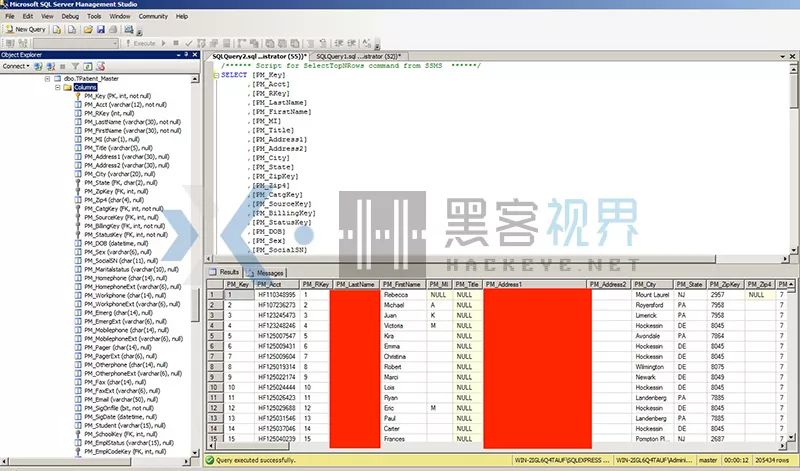 Microsoft SQL Server Management Studio
File Edit View Debug Tools Window Community Help
New Query
Execute
Object Explorer
Connect
SQLQuery2.sql ...istrator (55))* SQLQuery1.sql ...istrator (52))*
dbo.TPatient_Master
Columns
PM_Key (PK, int, not null)
PM_Acct (varchar(12), not null)
PM_RKey (int, null)
PM_LastName (varchar(30), not null)
PM_FirstName (varchar(30), not null)
PM_MI (char(1), null)
PM_Title (varchar(5), null)
PM_Address1 (varchar(30), null)
PM_Address2 (varchar(30), null)
PM_City (varchar(20), null)
PM_State (FK, char(2), null)
PM_ZipKey (FK, int, null)
PM_Zip4 (char(4), null)
PM_CatgKey (FK, int, null)
PM_SourceKey (FK, int, null)
PM_BillingKey (FK, int, null)
PM_StatusKey (FK, int, null)
PM_DOB (datetime, null)
PM_Sex (varchar(6), null)
PM_SocialSN (char(11), null)
PM_Maritalstatus (varchar(10), null)
PM_Homephone (char(14), null)
PM_HomephoneExt (varchar(6), null)
PM_Workphone (char(14), null)
PM_WorkphoneExt (varchar(6), null)
PM_Emerg (char(14), null)
PM_EmergExt (varchar(6), null)
PM_Mobilephone (char(14), null)
PM_MobilephoneExt (varchar(6), null)
PM_Pager (char(14), null)
PM_PagerExt (varchar(6), null)
PM_Otherphone (char(14), null)
PM_OtherphoneExt (varchar(6), null)
PM_Fax (char(14), null)
PM_FaxExt (varchar(6), null)
PM_Email (varchar(50), null)
PM_SigOnfile (bit, not null)
PM_SigDate (datetime, null)
PM_Student (varchar(15), null)
PM_SchoolKey (FK, int, null)
PM_EmplStatus (varchar(15), null)
PM_EmplCodeKey (FK, int, null)
/****** Script for SelectTopNRows command from SSMS ******/
SELECT [PM_Key]
,[PM_Acct]
,[PM_RKey]
,[PM_LastName]
,[PM_FirstName]
,[PM_MI]
,[PM_Title]
,[PM_Address1]
,[PM_Address2]
,[PM_City]
,[PM_State]
,[PM_ZipKey]
,[PM_Zip4]
,[PM_CatgKey]
,[PM_SourceKey]
,[PM_BillingKey]
,[PM_StatusKey]
,[PM_DOB]
,[PM_Sex]
,[PM_SocialSN]
黑客视界
HACKEYE.NET
Results Messages
PM_Key PM_Acct PM_RKey PM_LastName PM_FirstName PM_MI PM_Title PM_Address1 PM_Address2 PM_City PM_State PM_ZipKey PM_Zip4 PM
1 1 HF110348935 1 Rebecca NULL NULL Mount Laurel NJ 2957 NULL 7
2 2 HF107236273 2 Michael A NULL Royersford PA 7958 7
3 3 HF123245473 3 Juan K NULL Limerick PA 7958 7
4 4 HF123248246 4 Victoria M NULL Hockessin DE 8045 7
5 5 HF125007547 5 Kira NULL Avondale PA 7864 7
6 6 HF125009431 6 Emma NULL Hockessin DE 8045 7
7 7 HF125009604 7 Christina NULL Hockessin DE 8045 7
8 8 HF125019314 8 Robert NULL Wilmington DE 8075 7
9 9 HF125022174 9 Marci NULL Newark DE 8049 7
10 10 HF125024444 10 Lois NULL Hockessin DE 8045 7
11 11 HF125026423 11 Ryan NULL Landenberg PA 7885 7
12 12 HF125029688 12 Eric M NULL Hockessin DE 8045 7
13 13 HF125031546 13 Paul NULL Landenberg PA 7885 7
14 14 HF125037046 14 Carter NULL Hockessin DE 8045 7
15 15 HF125040239 15 Frances NULL Pompton Pl... NJ 2687 7
Query executed successfully. WIN-2SGL6Q4TAUF\SQLEXPRESS ... WIN-2SGL6Q4TAUF\Admini... master 00:00:12 205434 rows